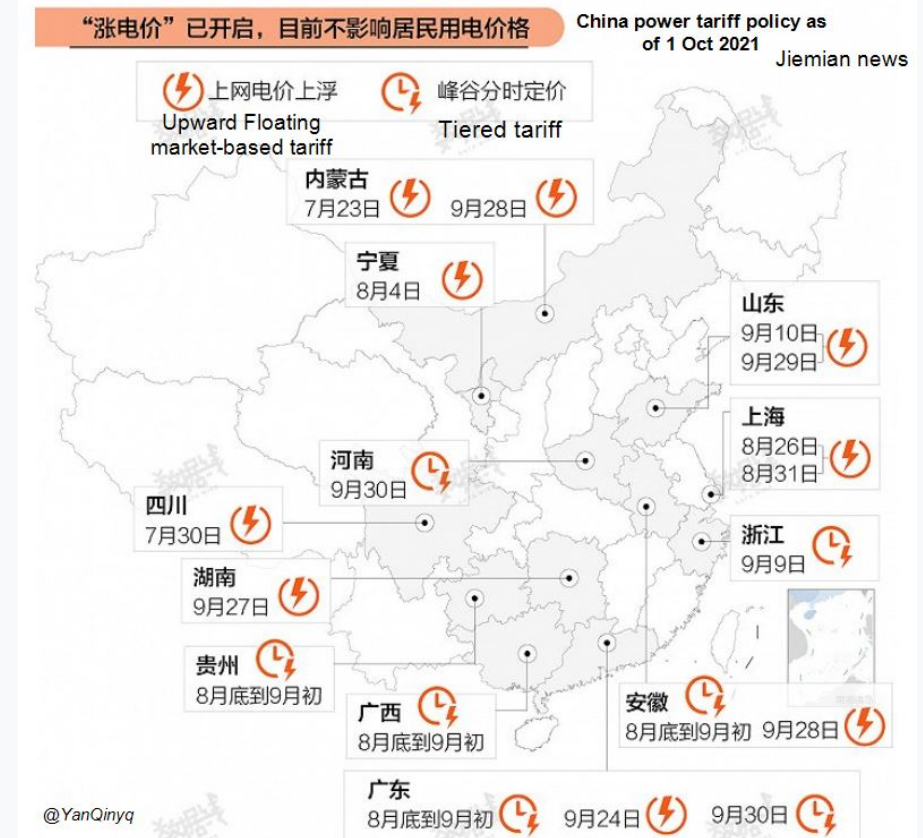 “涨电价”已开启，目前不影响居民用电价格
China power tariff policy as
of 1 Oct 2021
Jiemian news
上网电价上浮
峰谷分时定价
Upward Floating
market-based tariff
Tiered tariff
内蒙古
7月23日 9月28日
宁夏
8月4日
山东
9月10日
9月29日
上海
8月26日
8月31日
河南
9月30日
四川
7月30日
浙江
9月9日
湖南
9月27日
贵州
8月底到9月初
广西
8月底到9月初
安徽
8月底到9月初 9月28日
广东
8月底到9月初 9月24日 9月30日
@YanQinyq